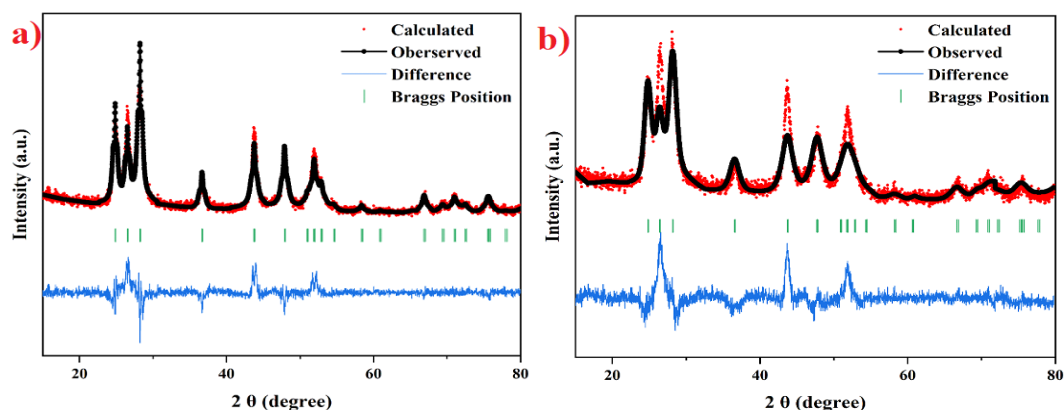 a)
Calculated
Oberserved
Difference
Braggs Position
Intensity (a.u.)
20 40 60 80
2 θ (degree)
b)
Calculated
Observed
Difference
Braggs Position
Intensity (a.u.)
20 40 60 80
2 θ (degree)